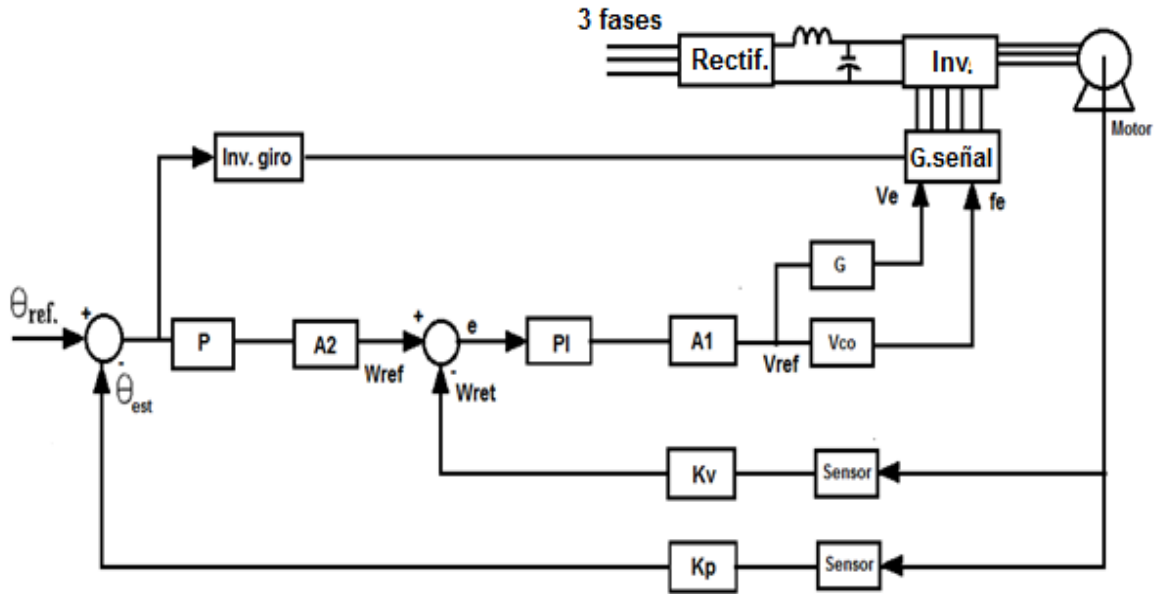 3 fases
Rectif.
Inv.
Motor
Inv. giro
G.señal
Ve
fe
G
θref.
+
-
θest
P
A2
Wref
+
-
e
Wret
PI
A1
Vref
Vco
Kv
Sensor
Kp
Sensor